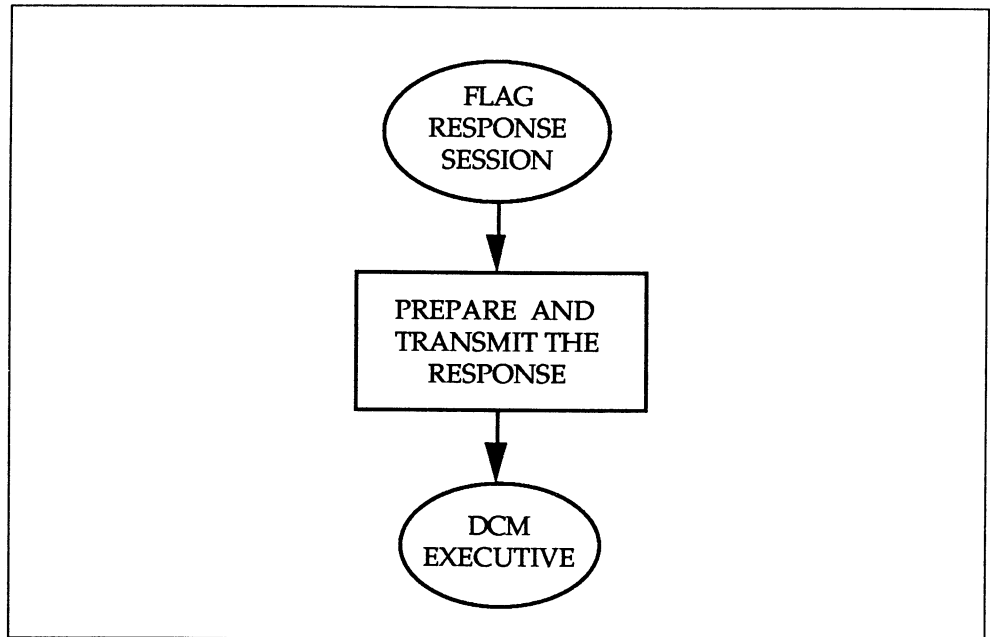 FLAG
RESPONSE
SESSION
PREPARE AND
TRANSMIT THE
RESPONSE
DCM
EXECUTIVE